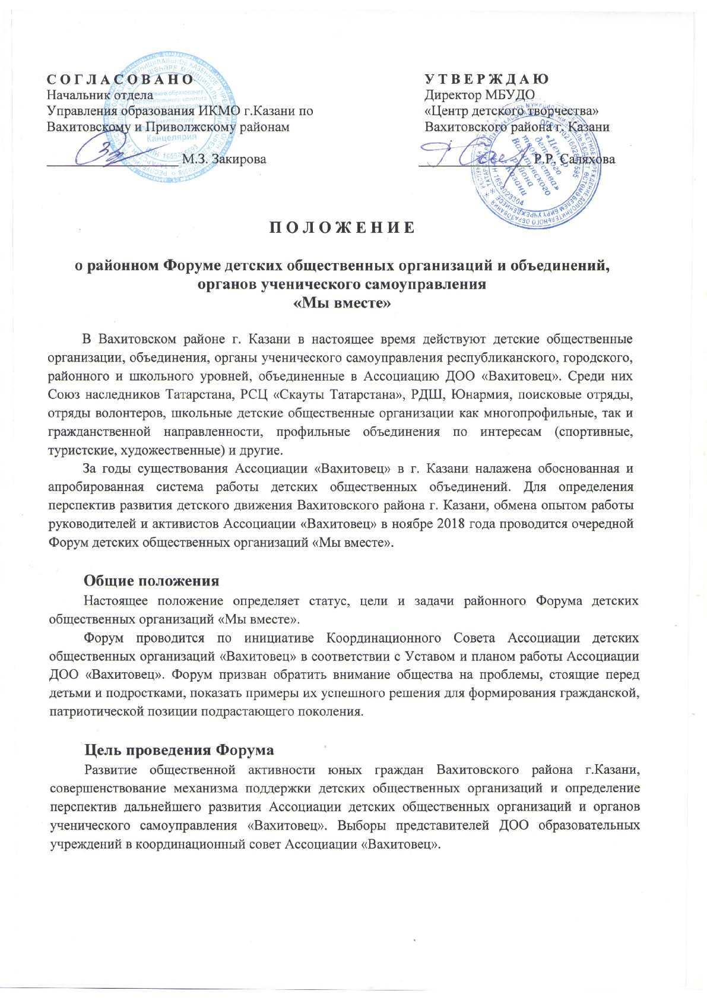 СОГЛАСОВАНО
Начальник отдела
Управления образования ИКМО г.Казани по
Вахитовскому и Приволжскому районам
М.З. Закирова
УТВЕРЖДАЮ
Директор МБУДО
«Центр детского творчества»
Вахитовского района г. Казани
Р.Р. Саляхова
Канцелярия
«Центр
детского
творчества»
Вахитовского
района
г. Казани
ПОЛОЖЕНИЕ
о районном Форуме детских общественных организаций и объединений,
органов ученического самоуправления
«Мы вместе»
В Вахитовском районе г. Казани в настоящее время действуют детские общественные
организации, объединения, органы ученического самоуправления республиканского, городского,
районного и школьного уровней, объединенные в Ассоциацию ДОО «Вахитовец». Среди них
Союз наследников Татарстана, РСЦ «Скауты Татарстана», РДШ, Юнармия, поисковые отряды,
отряды волонтеров, школьные детские общественные организации как многопрофильные, так и
гражданственной направленности, профильные объединения по интересам (спортивные,
туристские, художественные) и другие.
За годы существования Ассоциации «Вахитовец» в г. Казани налажена обоснованная и
апробированная система работы детских общественных объединений. Для определения
перспектив развития детского движения Вахитовского района г. Казани, обмена опытом работы
руководителей и активистов Ассоциации «Вахитовец» в ноябре 2018 года проводится очередной
Форум детских общественных организаций «Мы вместе».
Общие положения
Настоящее положение определяет статус, цели и задачи районного Форума детских
общественных организаций «Мы вместе».
Форум проводится по инициативе Координационного Совета Ассоциации детских
общественных организаций «Вахитовец» в соответствии с Уставом и планом работы Ассоциации
ДОО «Вахитовец». Форум призван обратить внимание общества на проблемы, стоящие перед
детьми и подростками, показать примеры их успешного решения для формирования гражданской,
патриотической позиции подрастающего поколения.
Цель проведения Форума
Развитие общественной активности юных граждан Вахитовского района г.Казани,
совершенствование механизма поддержки детских общественных организаций и определение
перспектив дальнейшего развития Ассоциации детских общественных организаций и органов
ученического самоуправления «Вахитовец». Выборы представителей ДОО образовательных
учреждений в координационный совет Ассоциации «Вахитовец».